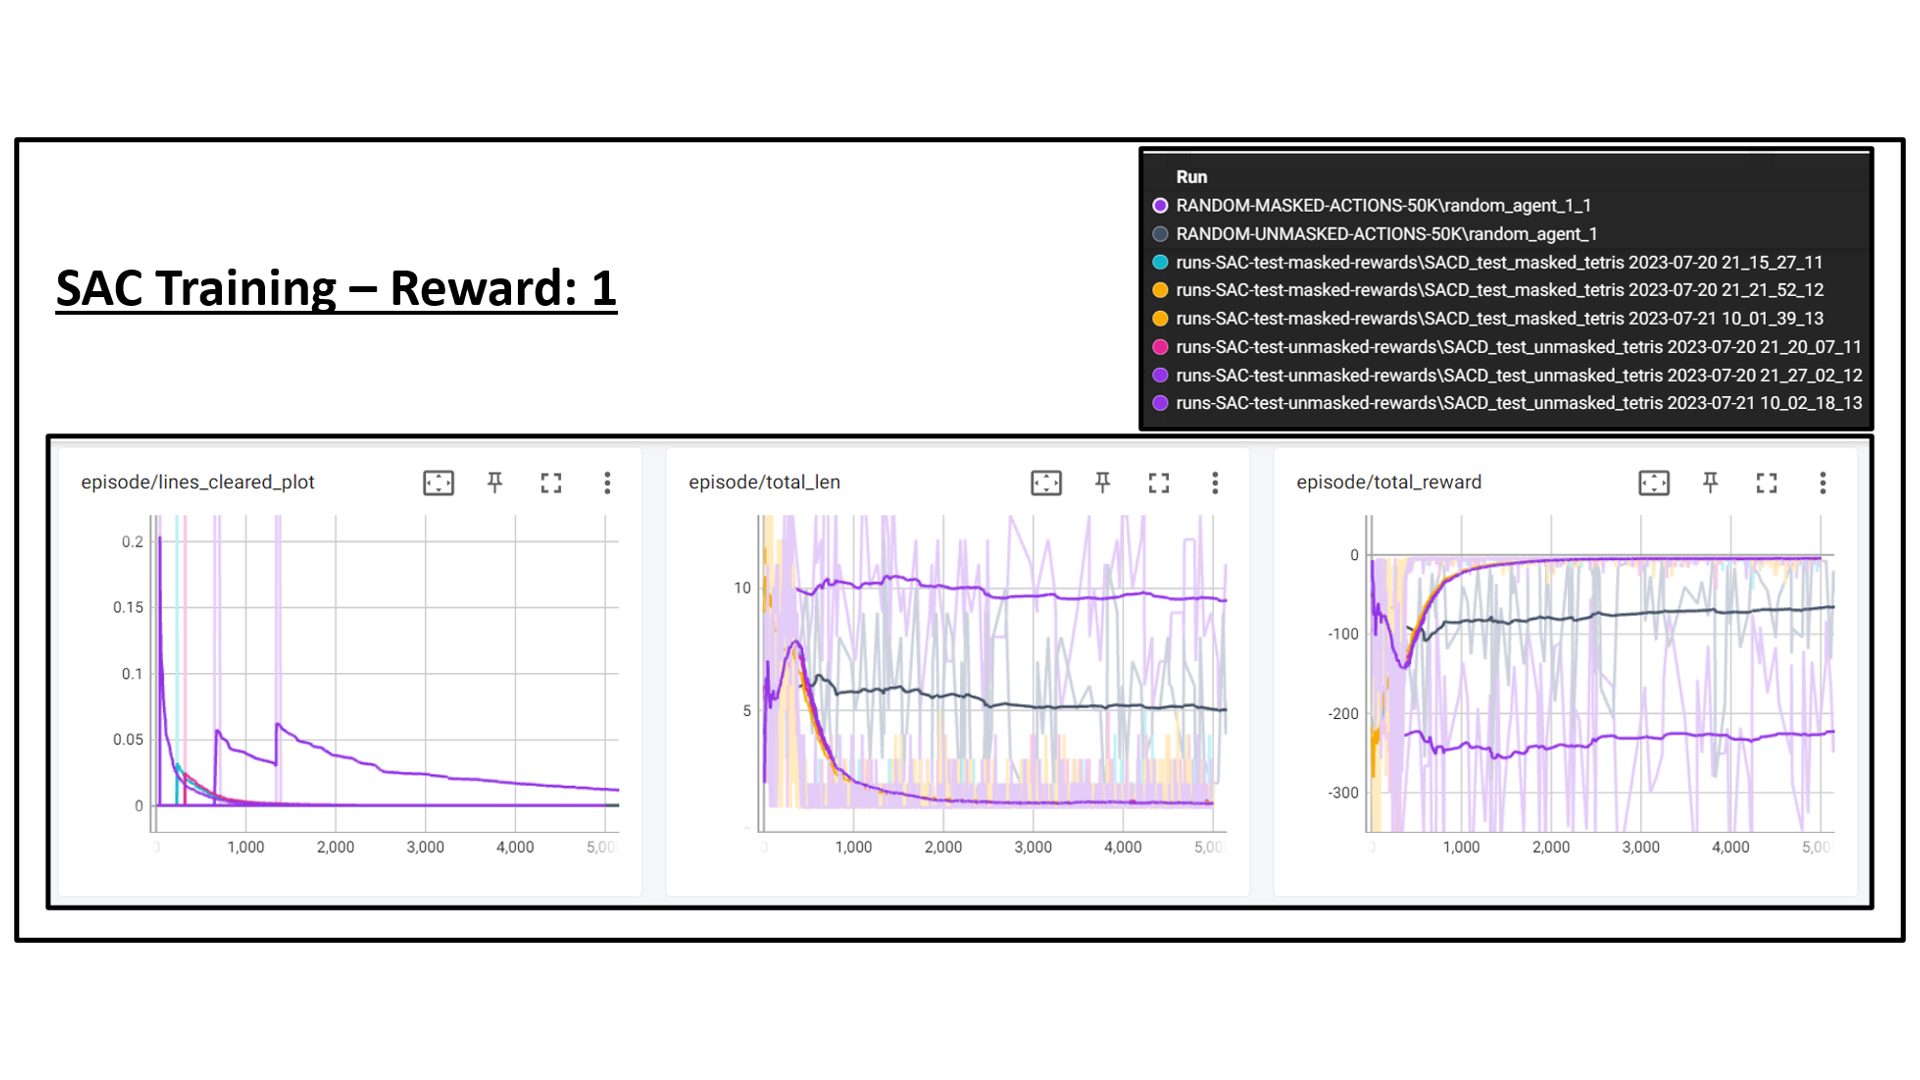 Run
RANDOM-MASKED-ACTIONS-50K\random_agent_1_1
RANDOM-UNMASKED-ACTIONS-50K\random_agent_1
runs-SAC-test-masked-rewards\SACD_test_masked_tetris 2023-07-20 21_15_27_11
runs-SAC-test-masked-rewards\SACD_test_masked_tetris 2023-07-20 21_21_52_12
runs-SAC-test-masked-rewards\SACD_test_masked_tetris 2023-07-21 10_01_39_13
runs-SAC-test-unmasked-rewards\SACD_test_unmasked_tetris 2023-07-20 21_20_07_11
runs-SAC-test-unmasked-rewards\SACD_test_unmasked_tetris 2023-07-20 21_27_02_12
runs-SAC-test-unmasked-rewards\SACD_test_unmasked_tetris 2023-07-21 10_02_18_13
SAC Training – Reward: 1
episode/lines_cleared_plot
0.2
0.15
0.1
0.05
0
0 1,000 2,000 3,000 4,000 5,00
episode/total_len
10
5
0 1,000 2,000 3,000 4,000 5,00
episode/total_reward
0
-100
-200
-300
0 1,000 2,000 3,000 4,000 5,00